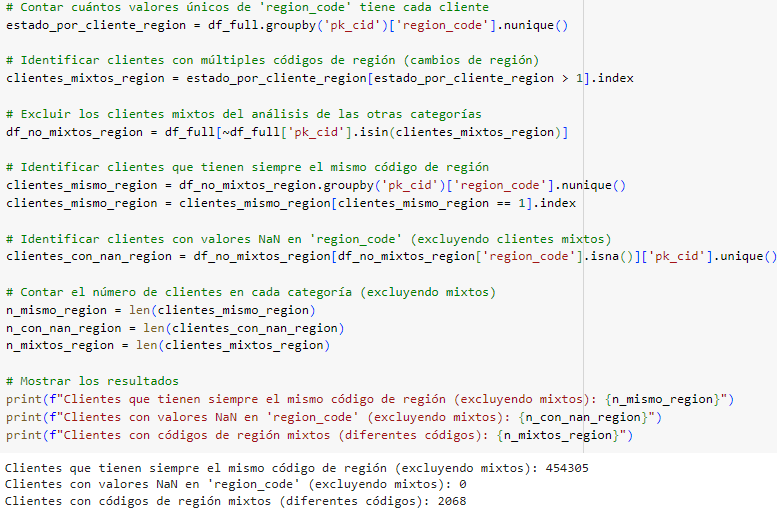 # Contar cuántos valores únicos de 'region_code' tiene cada cliente
estado_por_cliente_region = df_full.groupby('pk_cid')['region_code'].nunique()
# Identificar clientes con múltiples códigos de región (cambios de región)
clientes_mixtos_region = estado_por_cliente_region[estado_por_cliente_region > 1].index
# Excluir los clientes mixtos del análisis de las otras categorías
df_no_mixtos_region = df_full[~df_full['pk_cid'].isin(clientes_mixtos_region)]
# Identificar clientes que tienen siempre el mismo código de región
clientes_mismo_region = df_no_mixtos_region.groupby('pk_cid')['region_code'].nunique()
clientes_mismo_region = clientes_mismo_region[clientes_mismo_region == 1].index
# Identificar clientes con valores NaN en 'region_code' (excluyendo clientes mixtos)
clientes_con_nan_region = df_no_mixtos_region[df_no_mixtos_region['region_code'].isna()]['pk_cid'].unique()
# Contar el número de clientes en cada categoría (excluyendo mixtos)
n_mismo_region = len(clientes_mismo_region)
n_con_nan_region = len(clientes_con_nan_region)
n_mixtos_region = len(clientes_mixtos_region)
# Mostrar los resultados
print(f"Clientes que tienen siempre el mismo código de región (excluyendo mixtos): {n_mismo_region}")
print(f"Clientes con valores NaN en 'region_code' (excluyendo mixtos): {n_con_nan_region}")
print(f"Clientes con códigos de región mixtos (diferentes códigos): {n_mixtos_region}")
Clientes que tienen siempre el mismo código de región (excluyendo mixtos): 454305
Clientes con valores NaN en 'region_code' (excluyendo mixtos): 0
Clientes con códigos de región mixtos (diferentes códigos): 2068